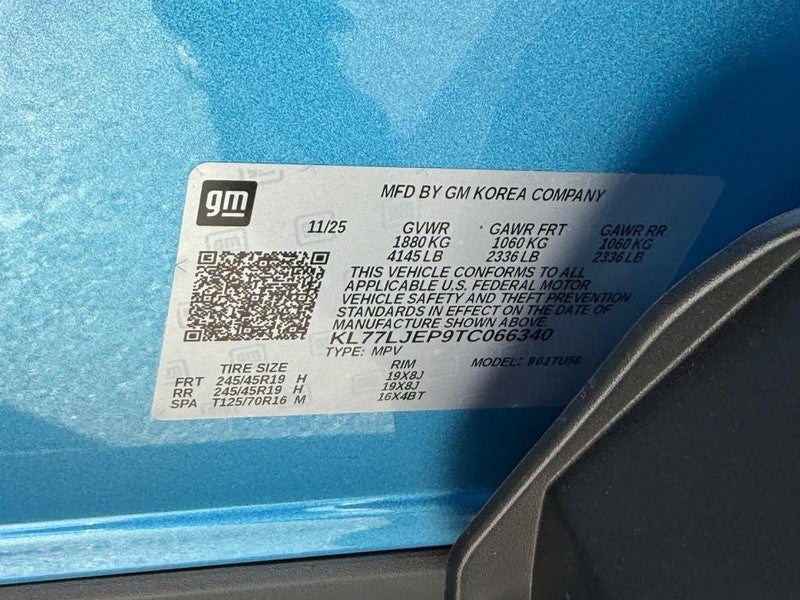 gm
MFD BY GM KOREA COMPANY
11/25 GVWR GAWR FRT GAWR RR
1880 KG 1060 KG 1060 KG
4145 LB 2336 LB 2336 LB
THIS VEHICLE CONFORMS TO ALL
APPLICABLE U.S. FEDERAL MOTOR
VEHICLE SAFETY AND THEFT PREVENTION
STANDARDS IN EFFECT ON THE DATE OF
MANUFACTURE SHOWN ABOVE.
KL77LJEP9TC066340
TYPE: MPV MODEL: 901TU56
TIRE SIZE RIM
FRT 245/45R19 H 19X8J
RR 245/45R19 H 19X8J
SPA T125/70R16 M 16X4BT